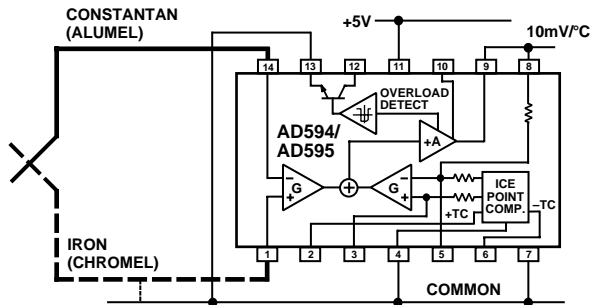 CONSTANTAN
(ALUMEL)
+5V
10mV/°C
14
13
12
11
10
9
8
OVERLOAD
DETECT
AD594/
AD595
+A
–
G
+
–
G
+
ICE
POINT
COMP.
+TC
–TC
IRON
(CHROMEL)
1
2
3
4
5
6
7
COMMON